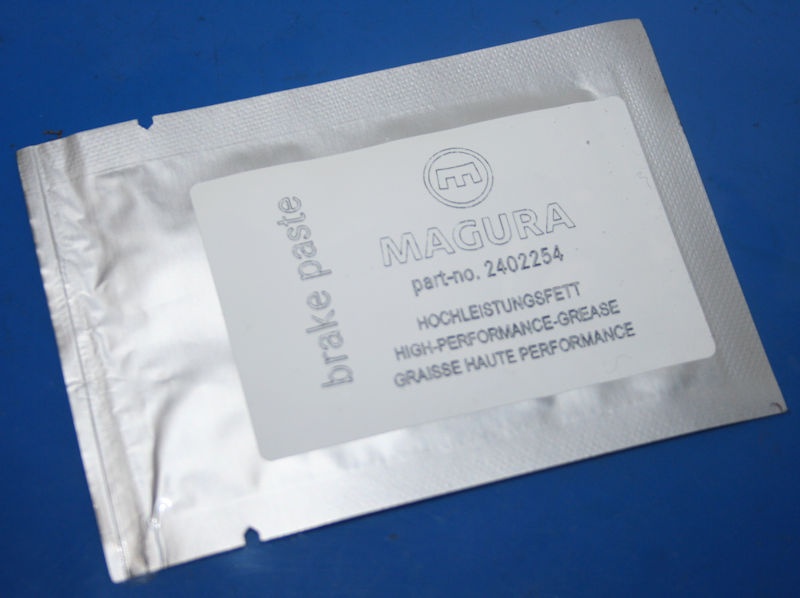 MAGURA
part-no. 2402254
HOCHLEISTUNGSFETT
HIGH-PERFORMANCE-GREASE
GRAISSE HAUTE PERFORMANCE
brake paste